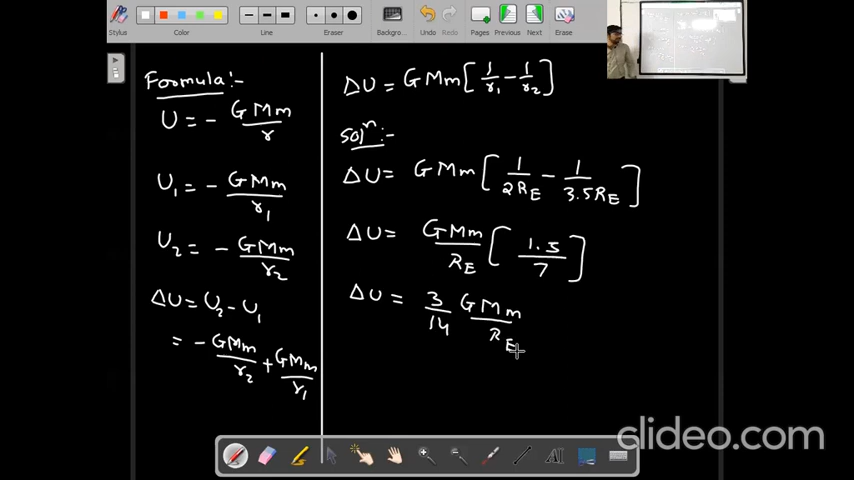 Stylus
Color
Line
Eraser
Backgro...
Undo
Redo
Pages
Previous
Next
Erase
Formula:-
U = - GMm/r
U₁ = - GMm/r₁
U₂ = - GMm/r₂
ΔU = U₂ - U₁
= - GMm/r₂ + GMm/r₁
ΔU = GMm [ 1/r₁ - 1/r₂ ]
Solⁿ:-
ΔU = GMm [ 1/2R_E - 1/3.5R_E ]
ΔU = GMm/R_E [ 1.5/7 ]
ΔU = 3/14 GMm/R_E
clideo.com